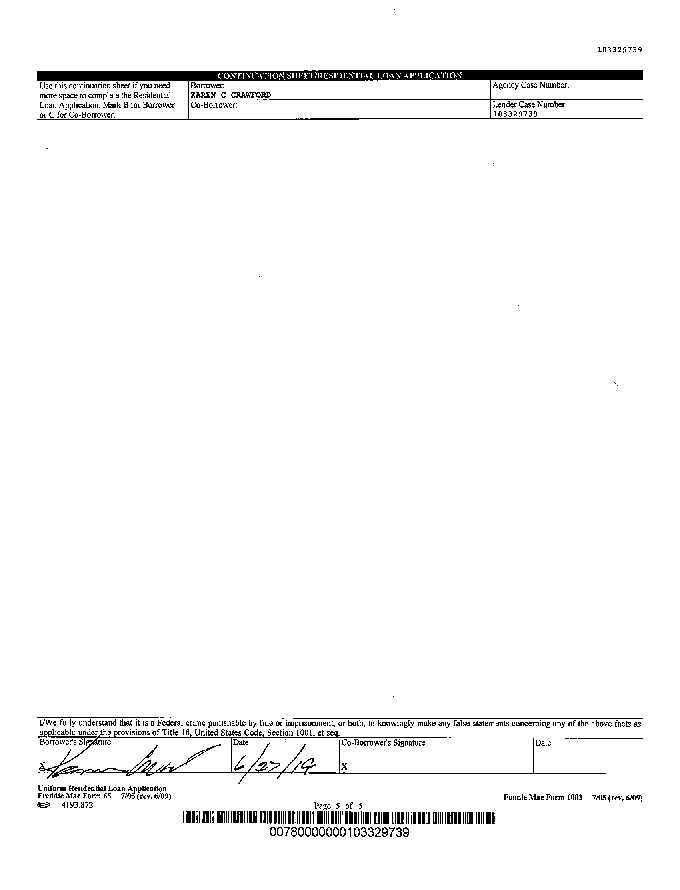 103329739
CONTINUATION SHEET/RESIDENTIAL LOAN APPLICATION
Use this continuation sheet if you need more space to complete the Residential Loan Application. Mark B for Borrower or C for Co-Borrower.
Borrower:
KAREN C CRAWFORD
Agency Case Number:
Co-Borrower:
Lender Case Number
103329739
I/We fully understand that it is a Federal crime punishable by fine or imprisonment, or both, to knowingly make any false statements concerning any of the above facts as
applicable under the provisions of Title 18, United States Code, Section 1001, et seq.
Borrower's Signature
Date
Co-Borrower's Signature
Date
X
6/27/19
X
Uniform Residential Loan Application
Freddie Mac Form 65 7/05 (rev. 6/09)
Fannie Mae Form 1003 7/05 (rev. 6/09)
4193.873
Page 5 of 5
00780000000103329739